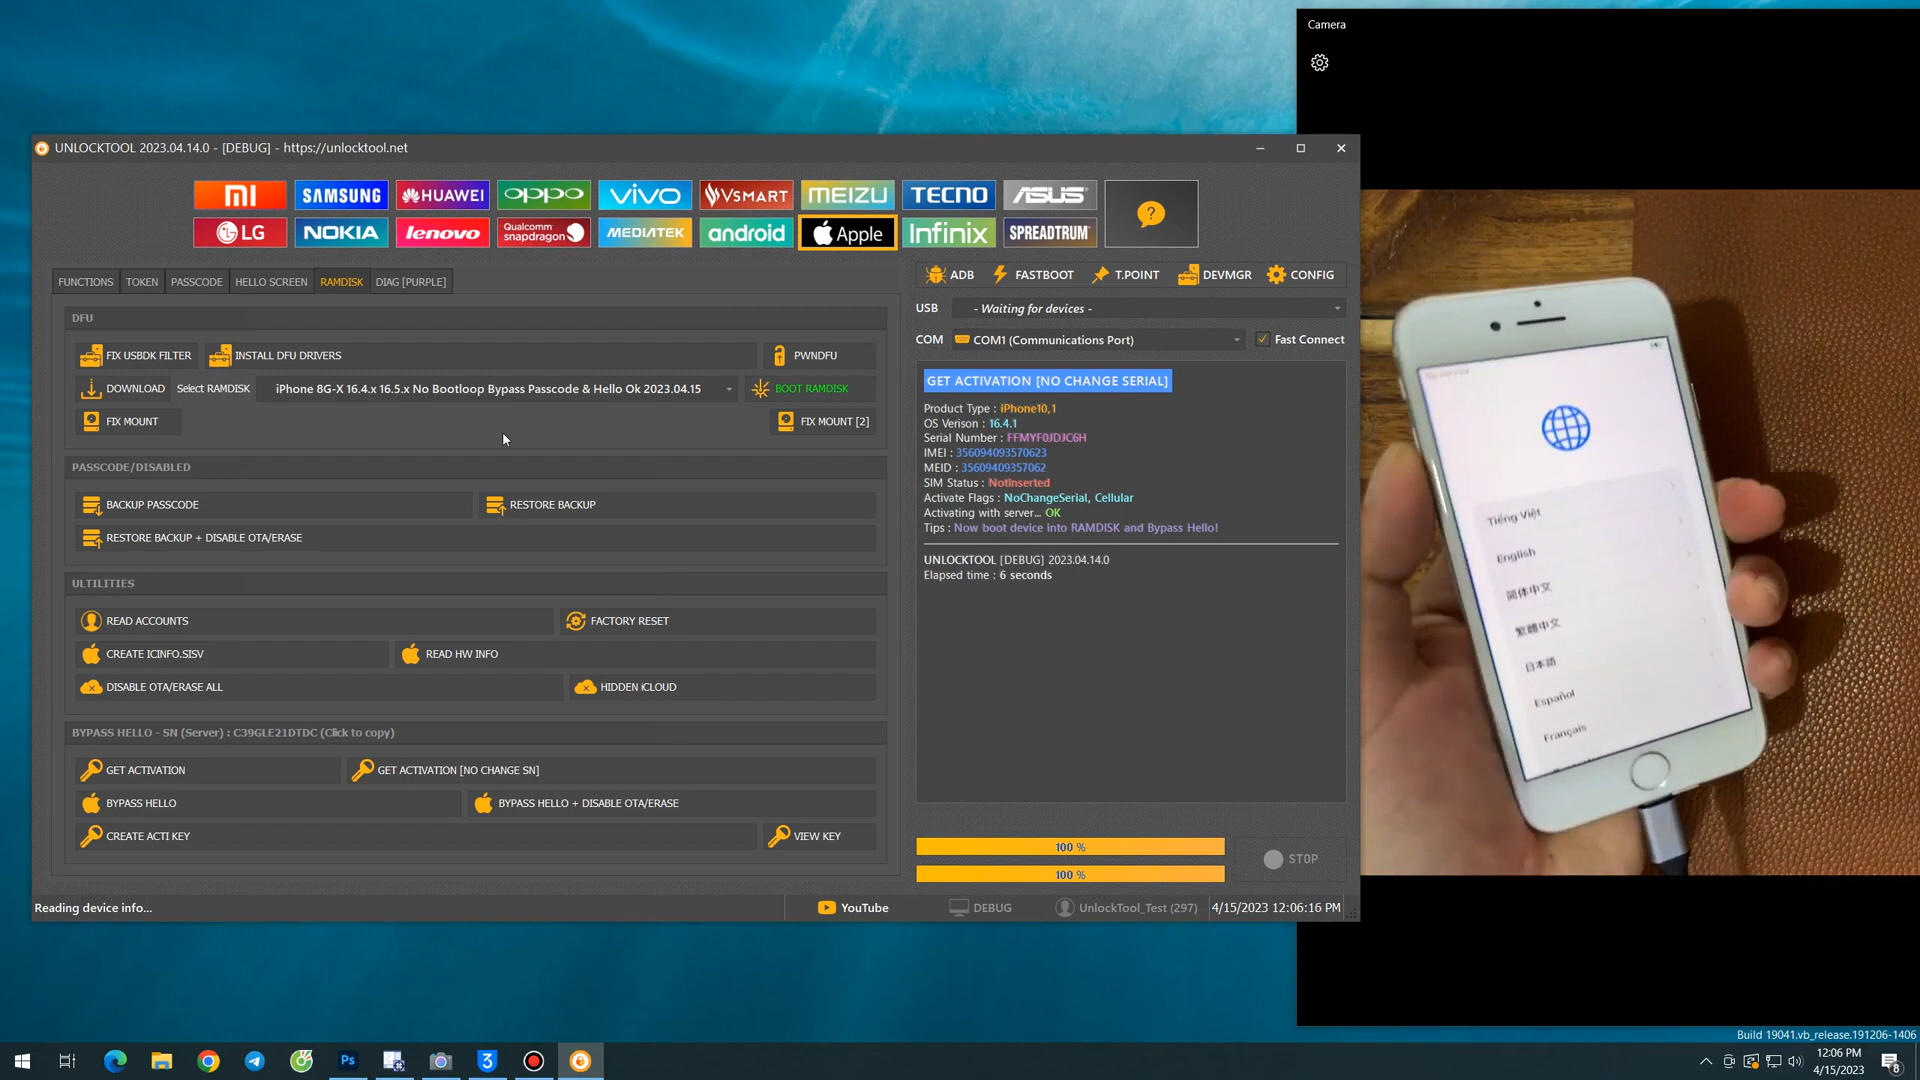 Camera
UNLOCKTOOL 2023.04.14.0 - [DEBUG] - https://unlocktool.net
MI SAMSUNG HUAWEI OPPO VIVO VSMART MEIZU TECNO ASUS
?
LG NOKIA lenovo Qualcomm snapdragon MEDIATEK android Apple Infinix SPREADTRUM
FUNCTIONS TOKEN PASSCODE HELLO SCREEN RAMDISK DIAG [PURPLE]
ADB FASTBOOT T.POINT DEVMGR CONFIG
DFU
FIX USBDK FILTER INSTALL DFU DRIVERS PWNDFU
DOWNLOAD Select RAMDISK iPhone 8G-X 16.4.x 16.5.x No Bootloop Bypass Passcode & Hello Ok 2023.04.15 BOOT RAMDISK
FIX MOUNT FIX MOUNT [2]
PASSCODE/DISABLED
BACKUP PASSCODE RESTORE BACKUP
RESTORE BACKUP + DISABLE OTA/ERASE
ULTILITIES
READ ACCOUNTS FACTORY RESET
CREATE ICINFO.SISV READ HW INFO
DISABLE OTA/ERASE ALL HIDDEN iCLOUD
BYPASS HELLO - SN (Server) : C39GLE21DTDC (Click to copy)
GET ACTIVATION GET ACTIVATION [NO CHANGE SN]
BYPASS HELLO BYPASS HELLO + DISABLE OTA/ERASE
CREATE ACTI KEY VIEW KEY
USB - Waiting for devices -
COM COM1 (Communications Port) Fast Connect
GET ACTIVATION [NO CHANGE SERIAL]
Product Type : iPhone10,1
OS Verison : 16.4.1
Serial Number : FFMYF0JDJC6H
IMEI : 356094093570623
MEID : 35609409357062
SIM Status : NotInserted
Activate Flags : NoChangeSerial, Cellular
Activating with server... OK
Tips : Now boot device into RAMDISK and Bypass Hello!
UNLOCKTOOL [DEBUG] 2023.04.14.0
Elapsed time : 6 seconds
100 %
100 %
STOP
Reading device info... YouTube DEBUG UnlockTool_Test (297) 4/15/2023 12:06:16 PM
Tiếng Việt
English
简体中文
繁體中文
日本語
Español
Français
Build 19041.vb_release.191206-1406
Ps
3
12:06 PM
4/15/2023
8